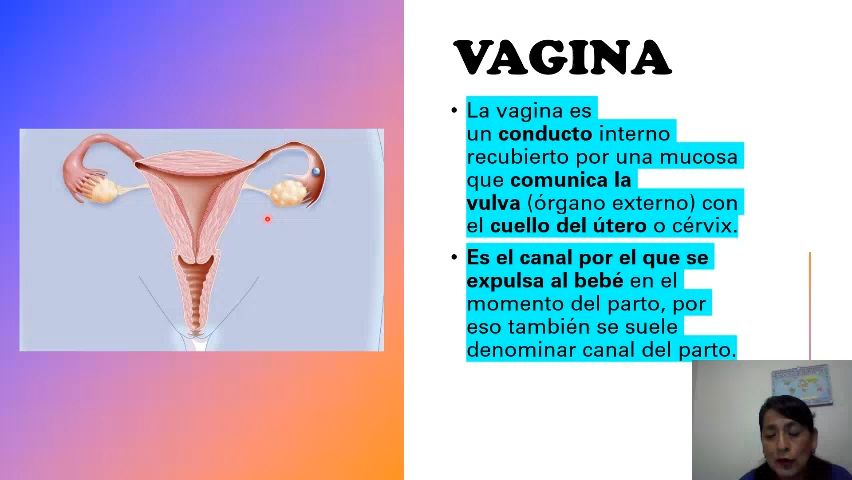 VAGINA
• La vagina es
un conducto interno
recubierto por una mucosa
que comunica la
vulva (órgano externo) con
el cuello del útero o cérvix.
• Es el canal por el que se
expulsa al bebé en el
momento del parto, por
eso también se suele
denominar canal del parto.